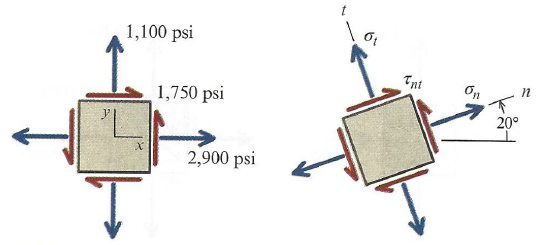 1,100 psi
1,750 psi
y
x
2,900 psi
t
σt
τnt
σn
n
20°